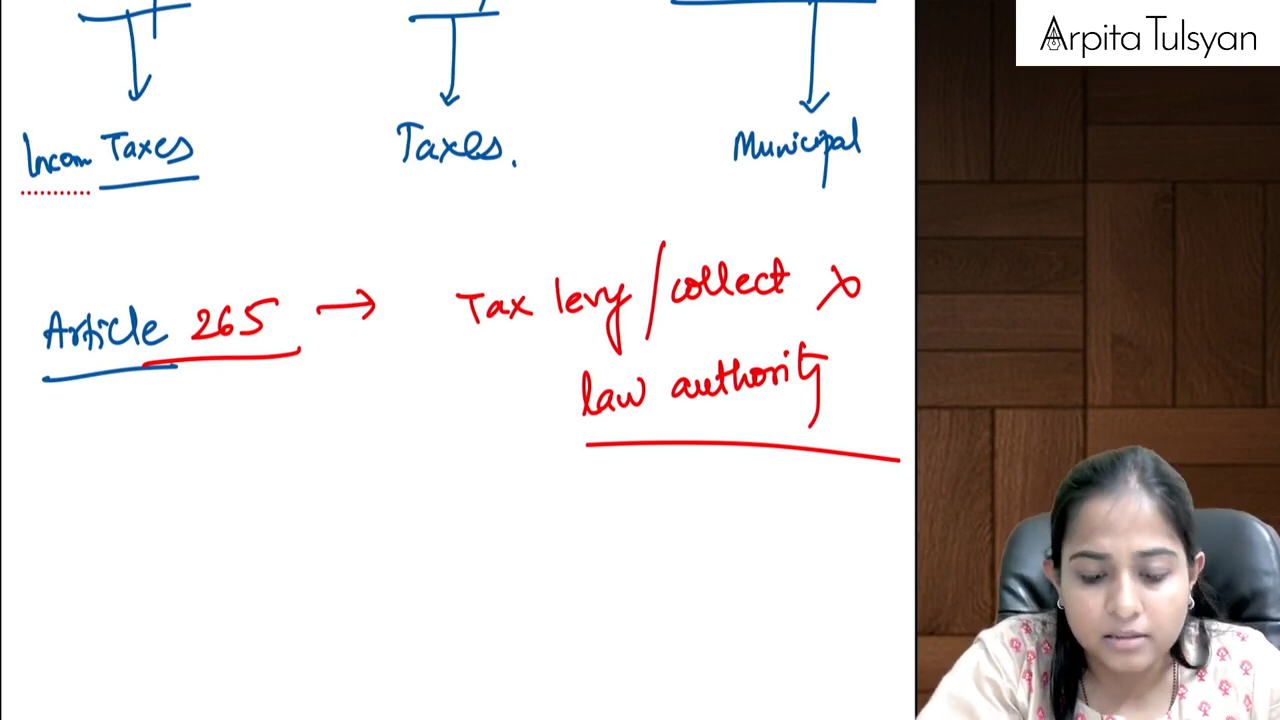 Arpita Tulsyan
Incom Taxes
Taxes.
Municipal
Article 265 → Tax levy / collect
law authority